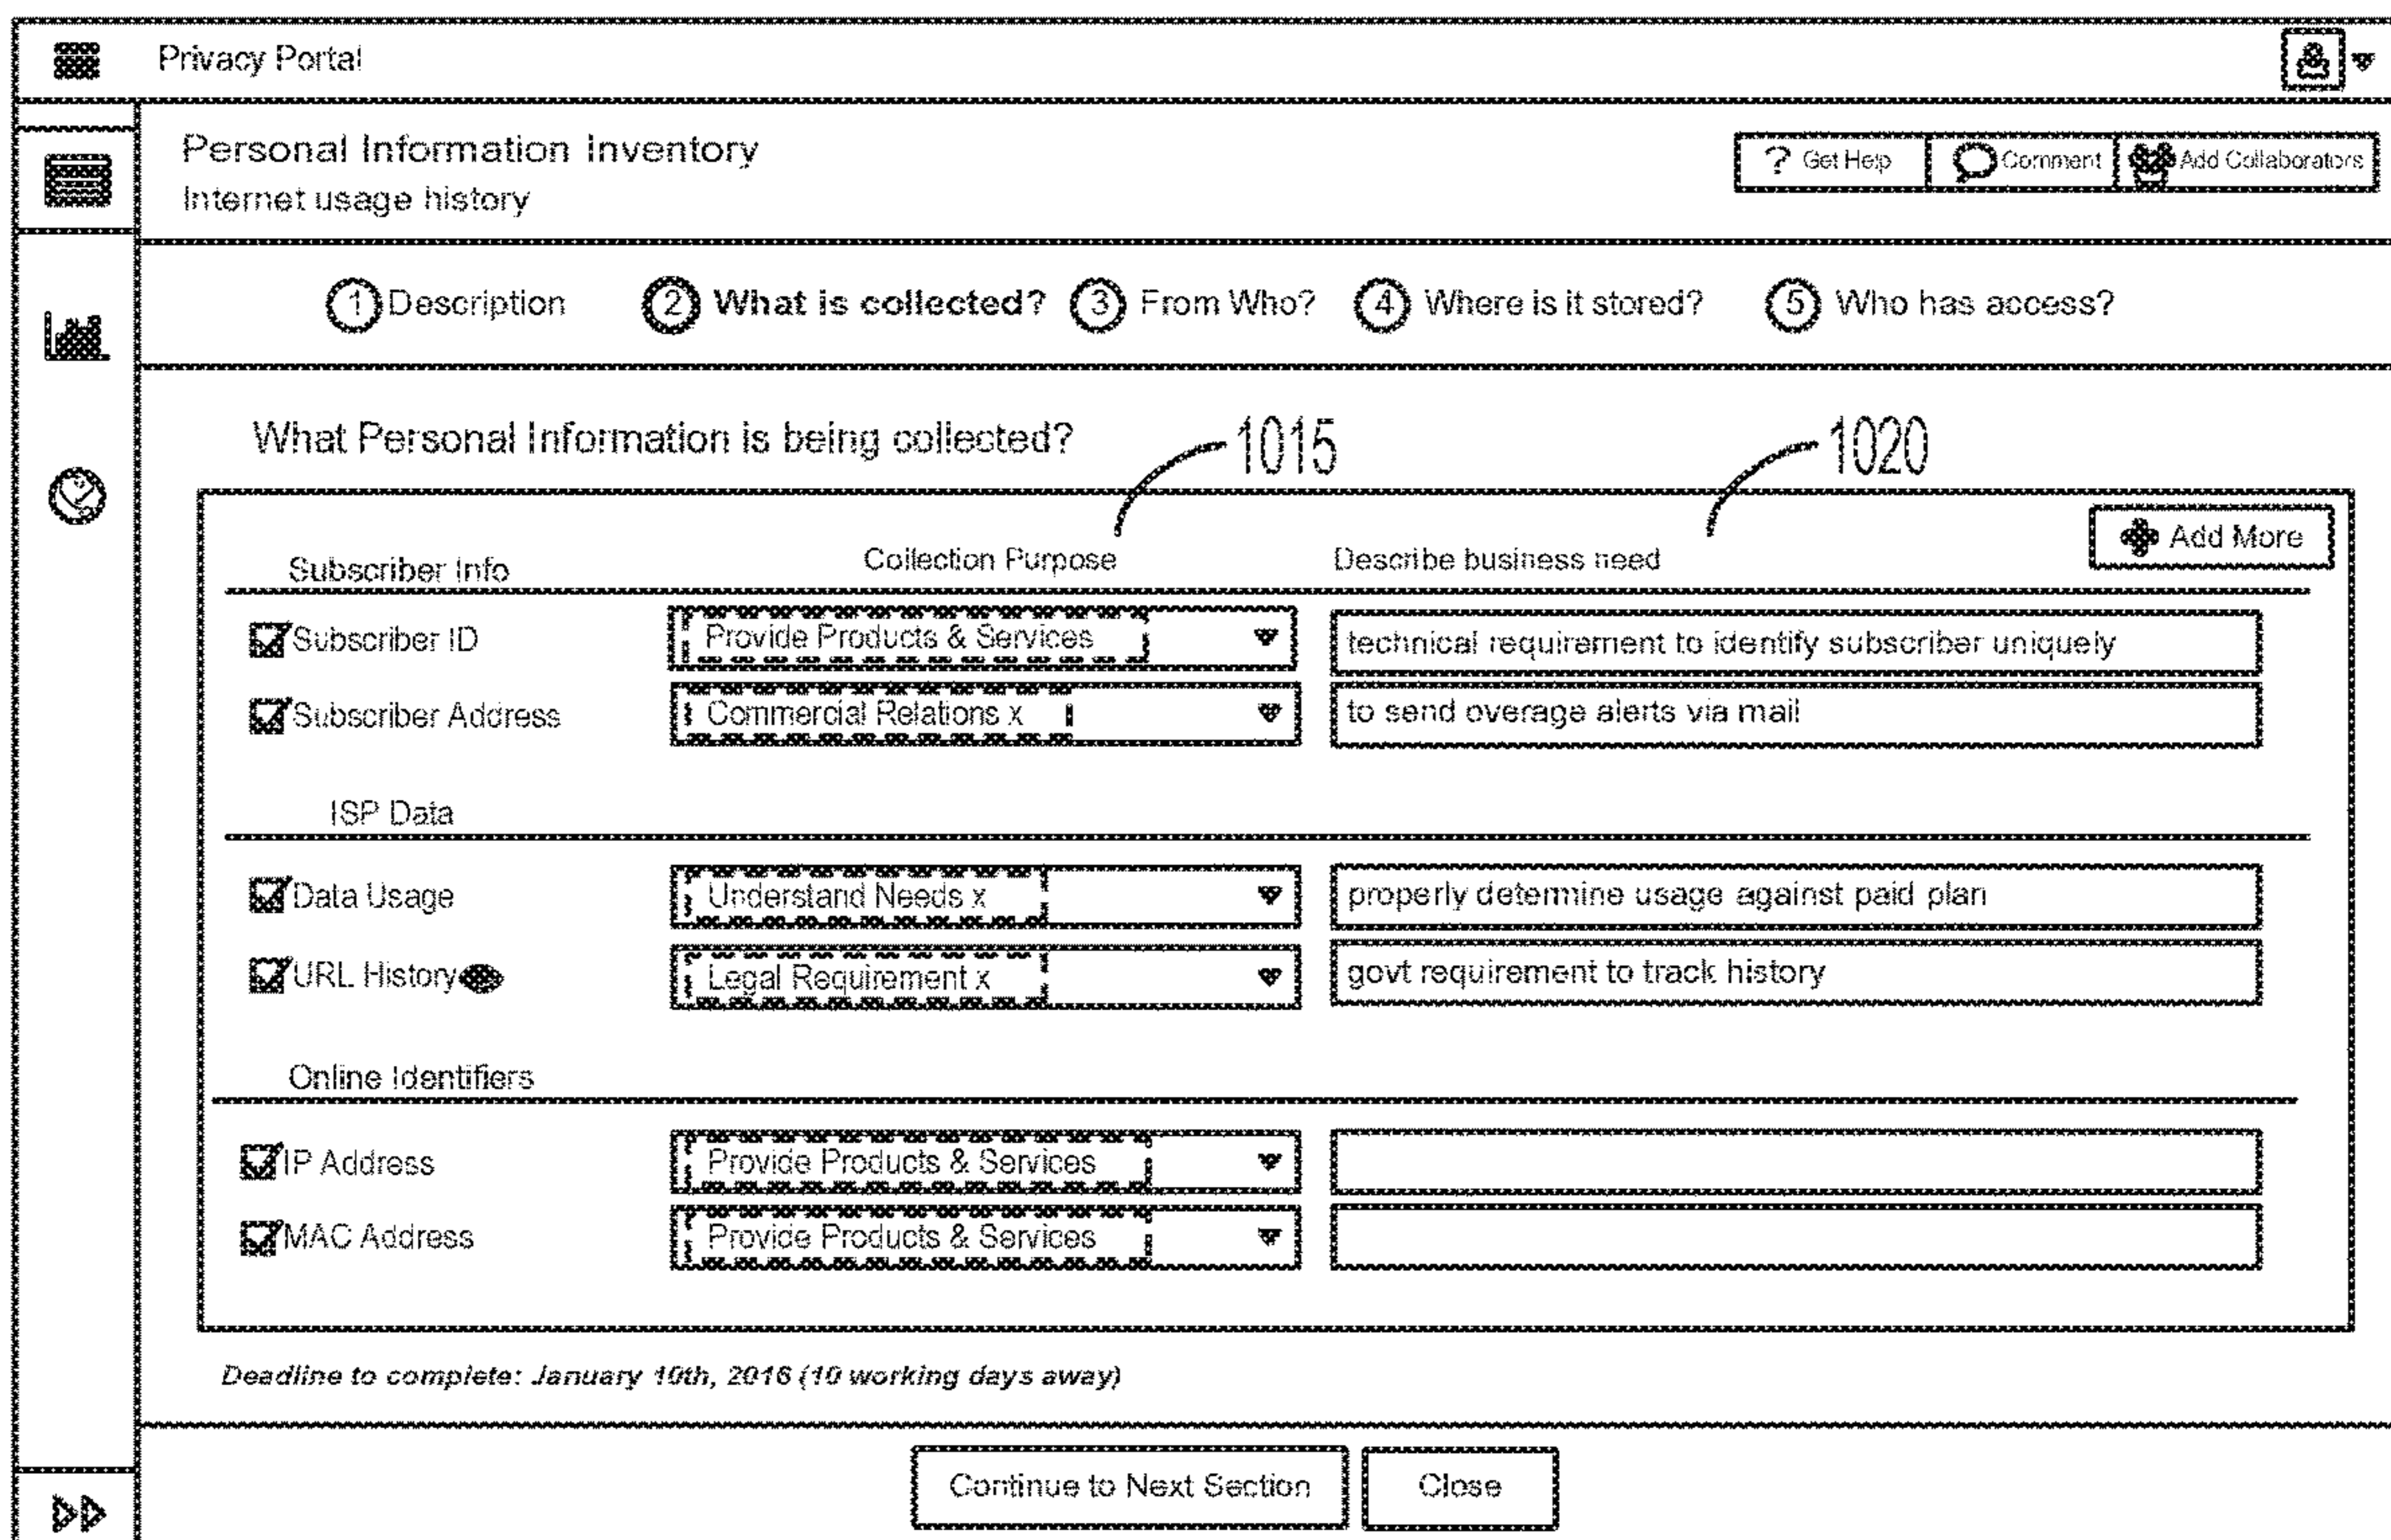 Privacy Portal
Personal Information Inventory
Internet usage history
? Get Help Comment Add Collaborators
1 Description 2 What is collected? 3 From Who? 4 Where is it stored? 5 Who has access?
What Personal Information is being collected? 1015 1020
Add More
Subscriber Info Collection Purpose Describe business need
Subscriber ID Provide Products & Services technical requirement to identify subscriber uniquely
Subscriber Address Commercial Relations x to send overage alerts via mail
ISP Data
Data Usage Understand Needs x properly determine usage against paid plan
URL History Legal Requirement x govt requirement to track history
Online Identifiers
IP Address Provide Products & Services
MAC Address Provide Products & Services
Deadline to complete: January 10th, 2016 (10 working days away)
Continue to Next Section Close